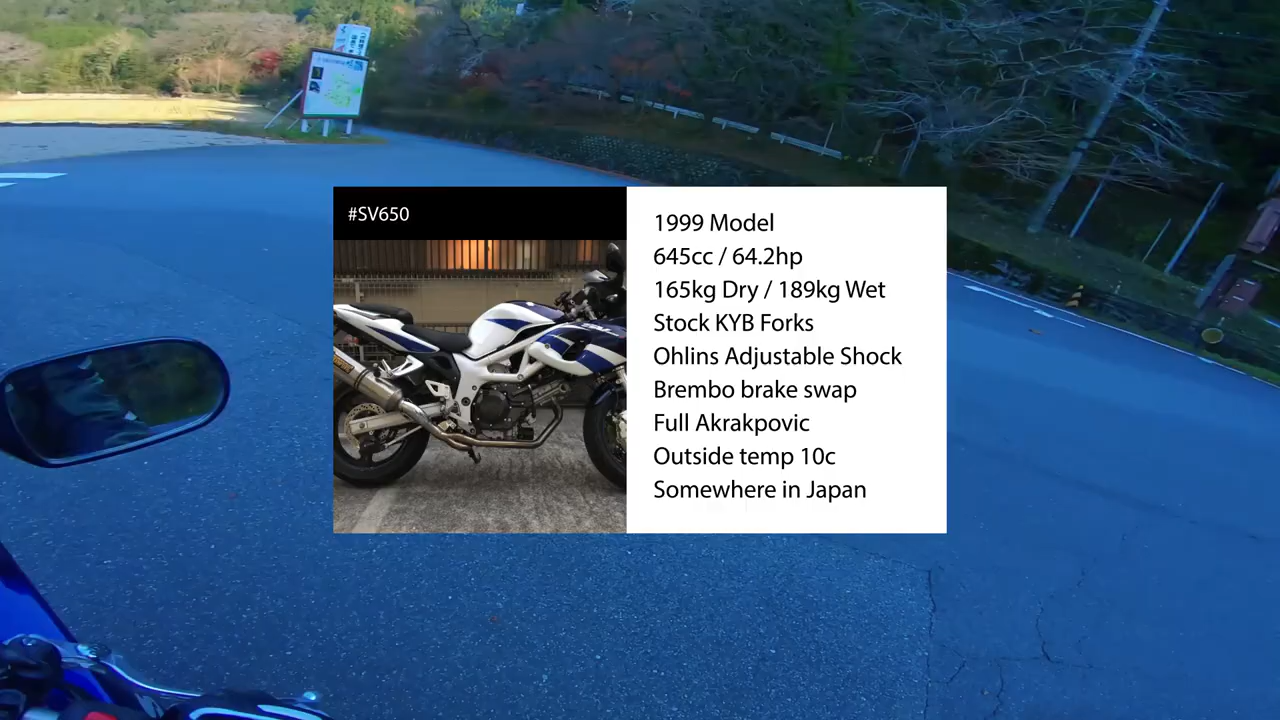 #SV650
1999 Model
645cc / 64.2hp
165kg Dry / 189kg Wet
Stock KYB Forks
Ohlins Adjustable Shock
Brembo brake swap
Full Akrakpovic
Outside temp 10c
Somewhere in Japan